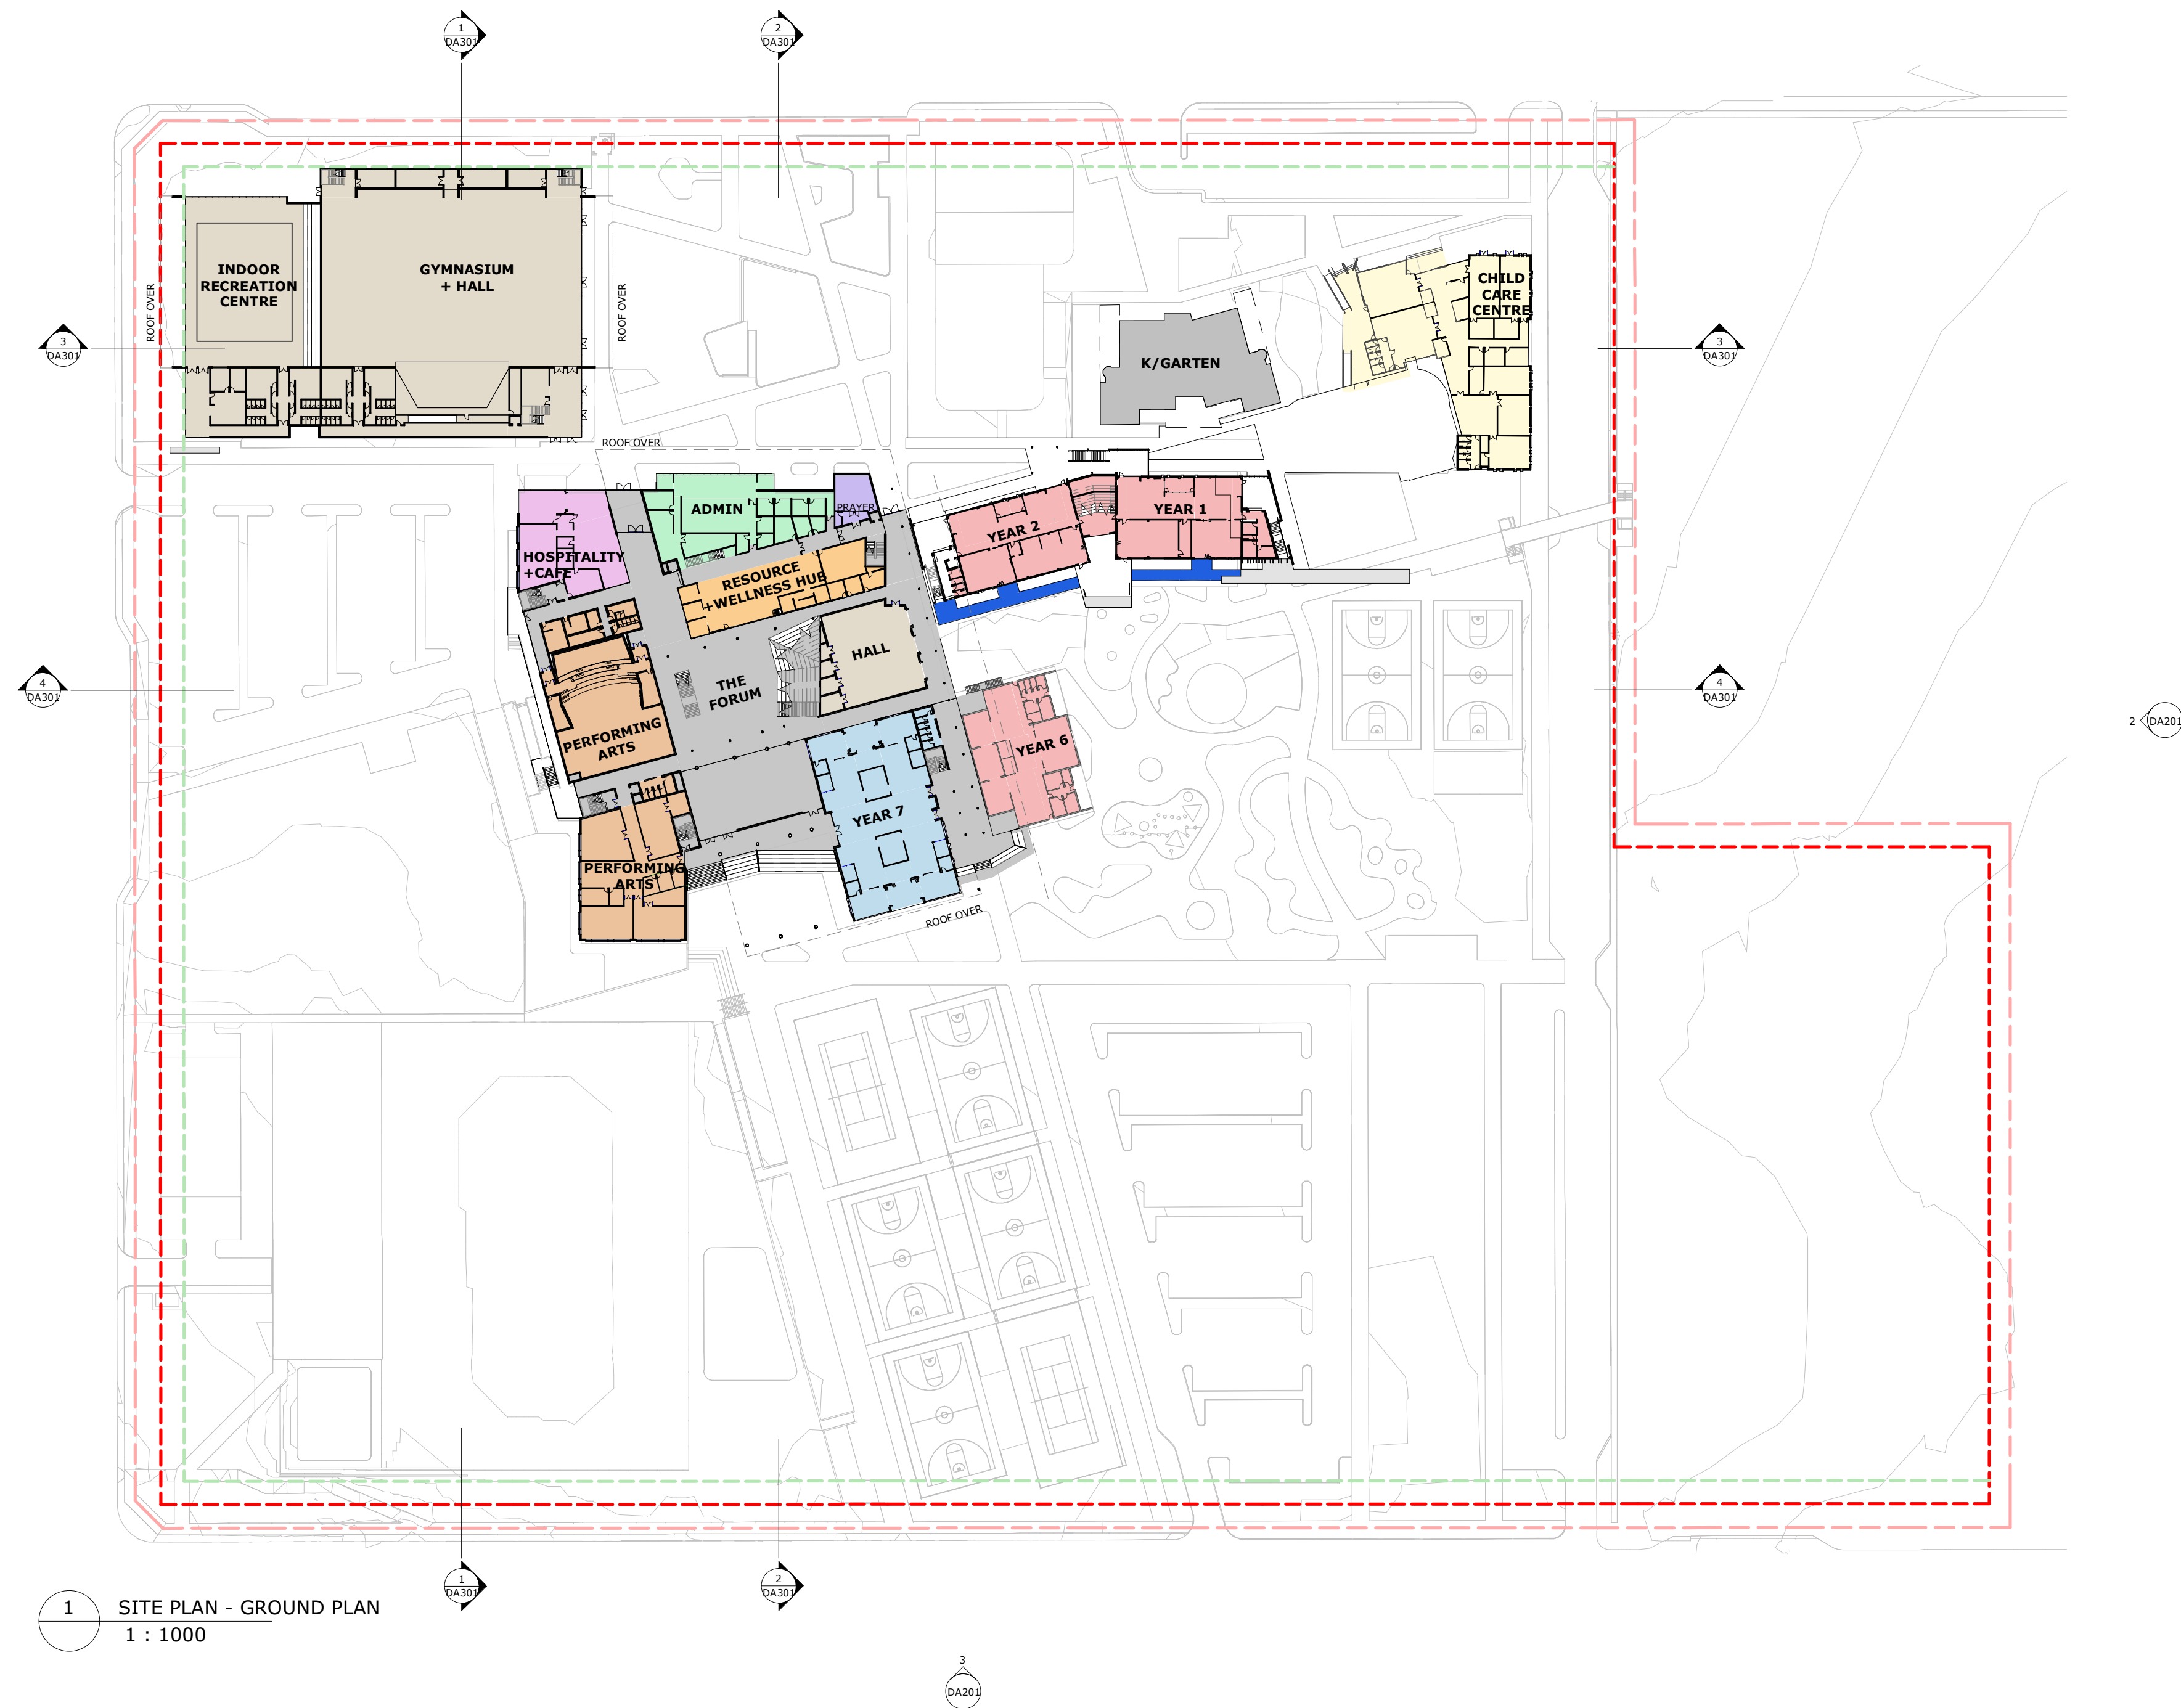 1
DA301
2
DA301
INDOOR
RECREATION
CENTRE
GYMNASIUM
+ HALL
ROOF OVER
ROOF OVER
CHILD
CARE
CENTRE
3
DA301
3
DA301
K/GARTEN
ROOF OVER
ADMIN
PRAYER
YEAR 2
YEAR 1
HOSPITALITY
+CAFE
RESOURCE
+WELLNESS HUB
HALL
4
DA301
THE
FORUM
4
DA301
2
DA201
PERFORMING
ARTS
YEAR 6
YEAR 7
PERFORMING
ARTS
ROOF OVER
1
DA301
2
DA301
1
SITE PLAN - GROUND PLAN
1 : 1000
3
DA201